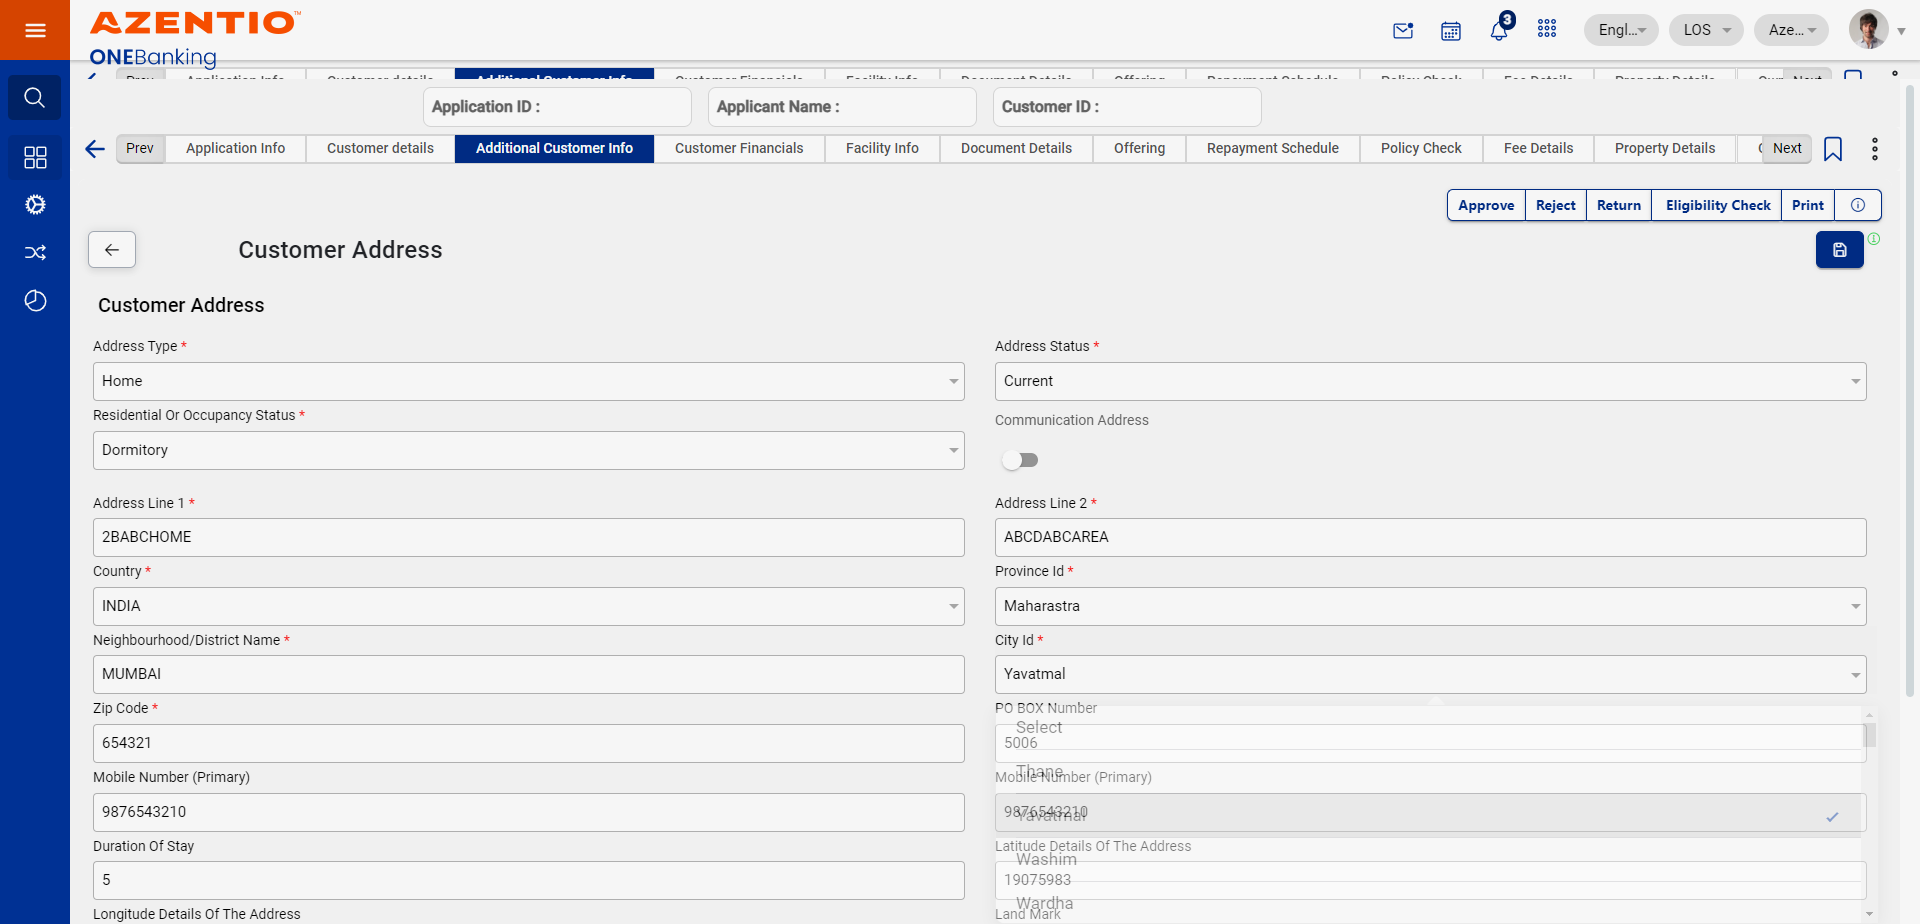 AZENTIO™
ONEBanking
3
Engl...
LOS
Aze...
Application ID :
Applicant Name :
Customer ID :
Prev
Application Info
Customer details
Additional Customer Info
Customer Financials
Facility Info
Document Details
Offering
Repayment Schedule
Policy Check
Fee Details
Property Details
Next
Approve
Reject
Return
Eligibility Check
Print
Customer Address
Customer Address
Address Type *
Address Status *
Home
Current
Residential Or Occupancy Status *
Communication Address
Dormitory
Address Line 1 *
Address Line 2 *
2BABCHOME
ABCDABCAREA
Country *
Province Id *
INDIA
Maharastra
Neighbourhood/District Name *
City Id *
MUMBAI
Yavatmal
Zip Code *
PO BOX Number
Select
654321
5006
Thane
Mobile Number (Primary)
Mobile Number (Primary)
9876543210
9876543210
Yavatmal
Duration Of Stay
Latitude Details Of The Address
Washim
5
19075983
Wardha
Longitude Details Of The Address
Land Mark